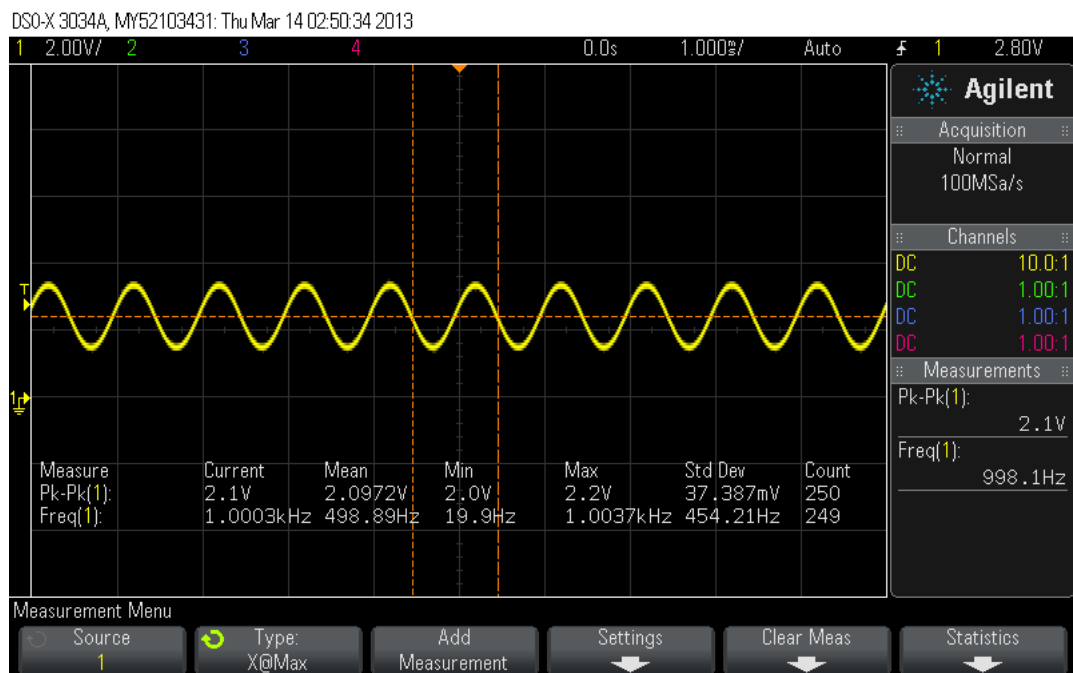 DSO-X 3034A, MY52103431: Thu Mar 14 02:50:34 2013
1 2.00V/ 2 3 4 0.0s 1.000ms/ Auto 1 2.80V
Agilent
Acquisition
Normal
100MSa/s
Channels
DC 10.0:1
DC 1.00:1
DC 1.00:1
DC 1.00:1
Measurements
Pk-Pk(1):
2.1V
Freq(1):
998.1Hz
T
1
Measure Current Mean Min Max Std Dev Count
Pk-Pk(1): 2.1V 2.0972V 2.0V 2.2V 37.387mV 250
Freq(1): 1.0003kHz 498.89Hz 19.9Hz 1.0037kHz 454.21Hz 249
Measurement Menu
Source
1
Type:
X@Max
Add
Measurement
Settings
Clear Meas
Statistics